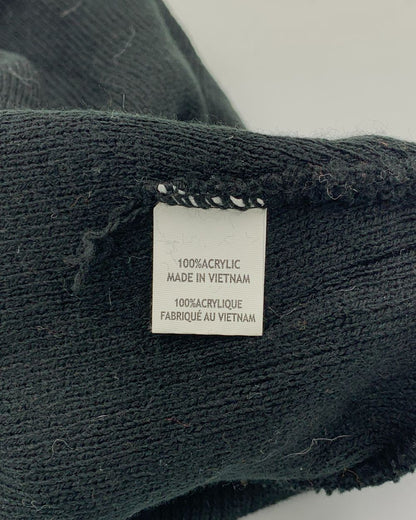 100%ACRYLIC
MADE IN VIETNAM
100%ACRYLIQUE
FABRIQUÉ AU VIETNAM